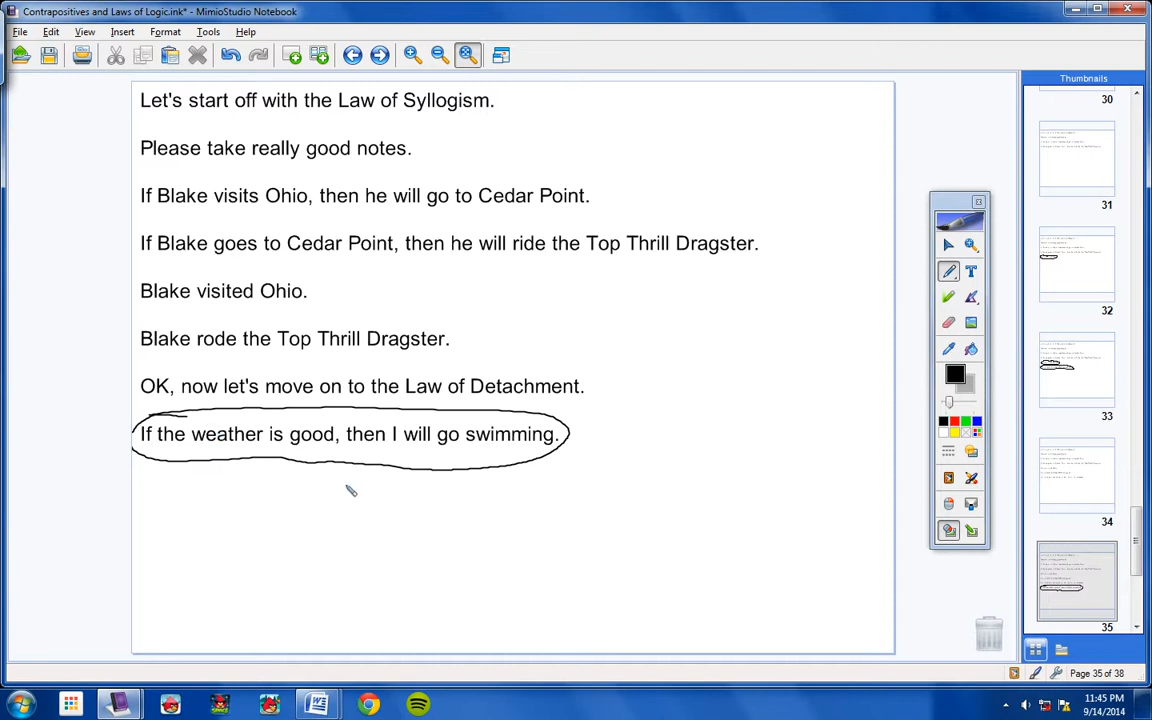 Contrapositives and Laws of Logic.ink* - MimioStudio Notebook
File Edit View Insert Format Tools Help
Thumbnails
Let's start off with the Law of Syllogism.
Please take really good notes.
If Blake visits Ohio, then he will go to Cedar Point.
If Blake goes to Cedar Point, then he will ride the Top Thrill Dragster.
Blake visited Ohio.
Blake rode the Top Thrill Dragster.
OK, now let's move on to the Law of Detachment.
If the weather is good, then I will go swimming.
30
31
32
33
34
35
Page 35 of 38
11:45 PM
9/14/2014